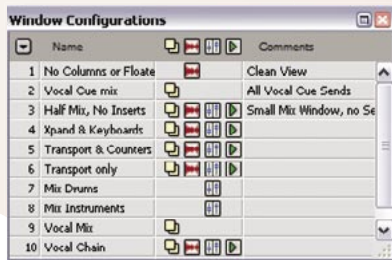 Window Configurations
Name Comments
1 No Columns or Floate Clean View
2 Vocal Cue mix All Vocal Cue Sends
3 Half Mix, No Inserts Small Mix Window, no Se
4 Xpand & Keyboards
5 Transport & Counters
6 Transport only
7 Mix Drums
8 Mix Instruments
9 Vocal Mix
10 Vocal Chain